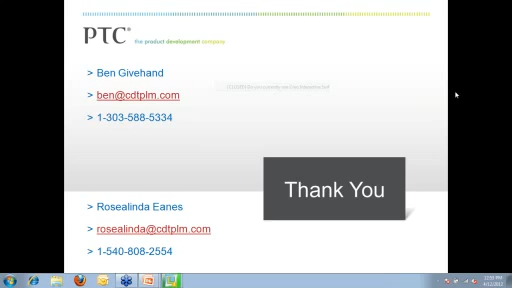 PTC®
the product development company
> Ben Givehand
> ben@cdtplm.com
> 1-303-588-5334
Thank You
> Rosealinda Eanes
> rosealinda@cdtplm.com
> 1-540-808-2554